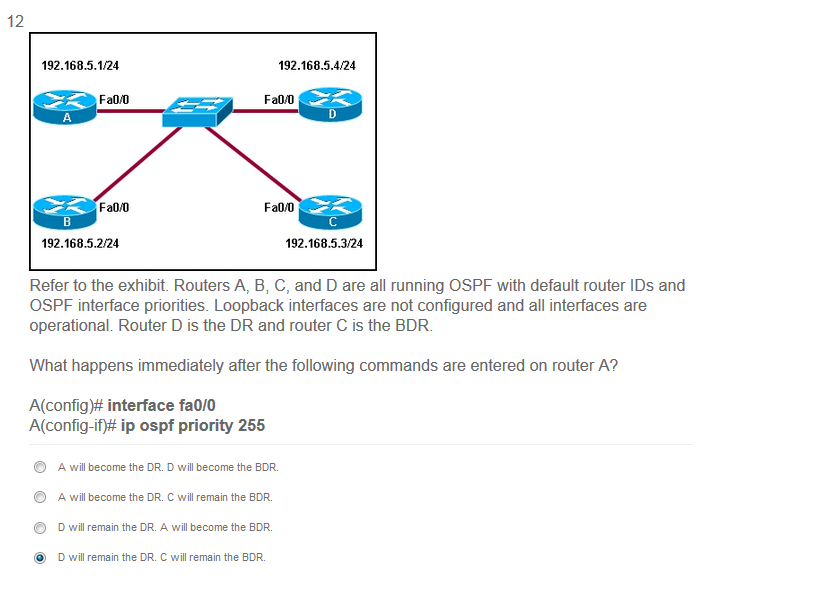 12
192.168.5.1/24
192.168.5.4/24
Fa0/0
Fa0/0
A
D
Fa0/0
Fa0/0
B
C
192.168.5.2/24
192.168.5.3/24
Refer to the exhibit. Routers A, B, C, and D are all running OSPF with default router IDs and
OSPF interface priorities. Loopback interfaces are not configured and all interfaces are
operational. Router D is the DR and router C is the BDR.
What happens immediately after the following commands are entered on router A?
A(config)# interface fa0/0
A(config-if)# ip ospf priority 255
A will become the DR. D will become the BDR.
A will become the DR. C will remain the BDR.
D will remain the DR. A will become the BDR.
D will remain the DR. C will remain the BDR.